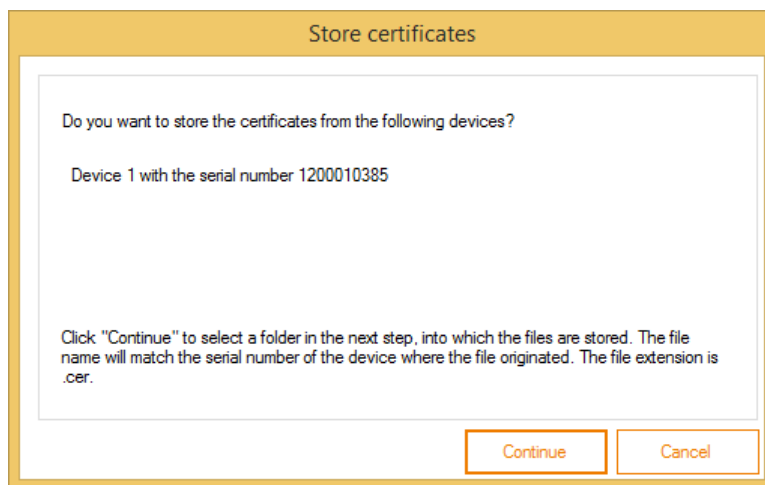 Store certificates
Do you want to store the certificates from the following devices?
Device 1 with the serial number 1200010385
Click "Continue" to select a folder in the next step, into which the files are stored. The file
name will match the serial number of the device where the file originated. The file extension is
.cer.
Continue
Cancel